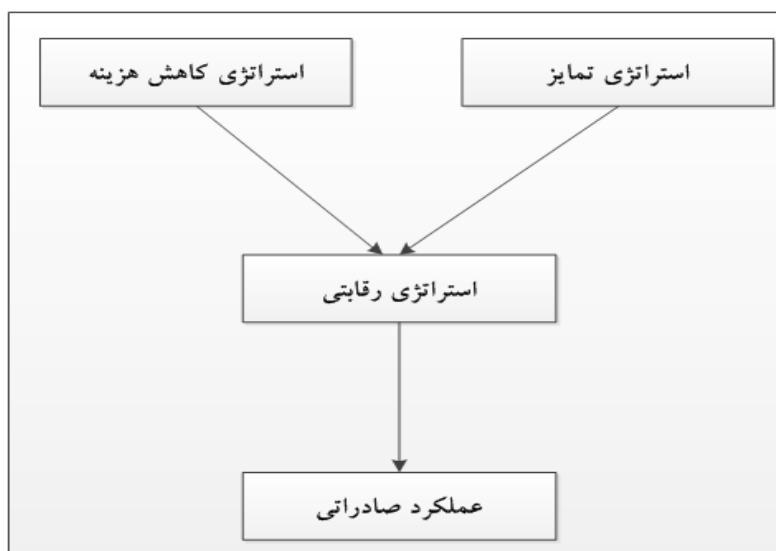 استراتژی تمایز
استراتژی کاهش هزینه
استراتژی رقابتی
عملکرد صادراتی